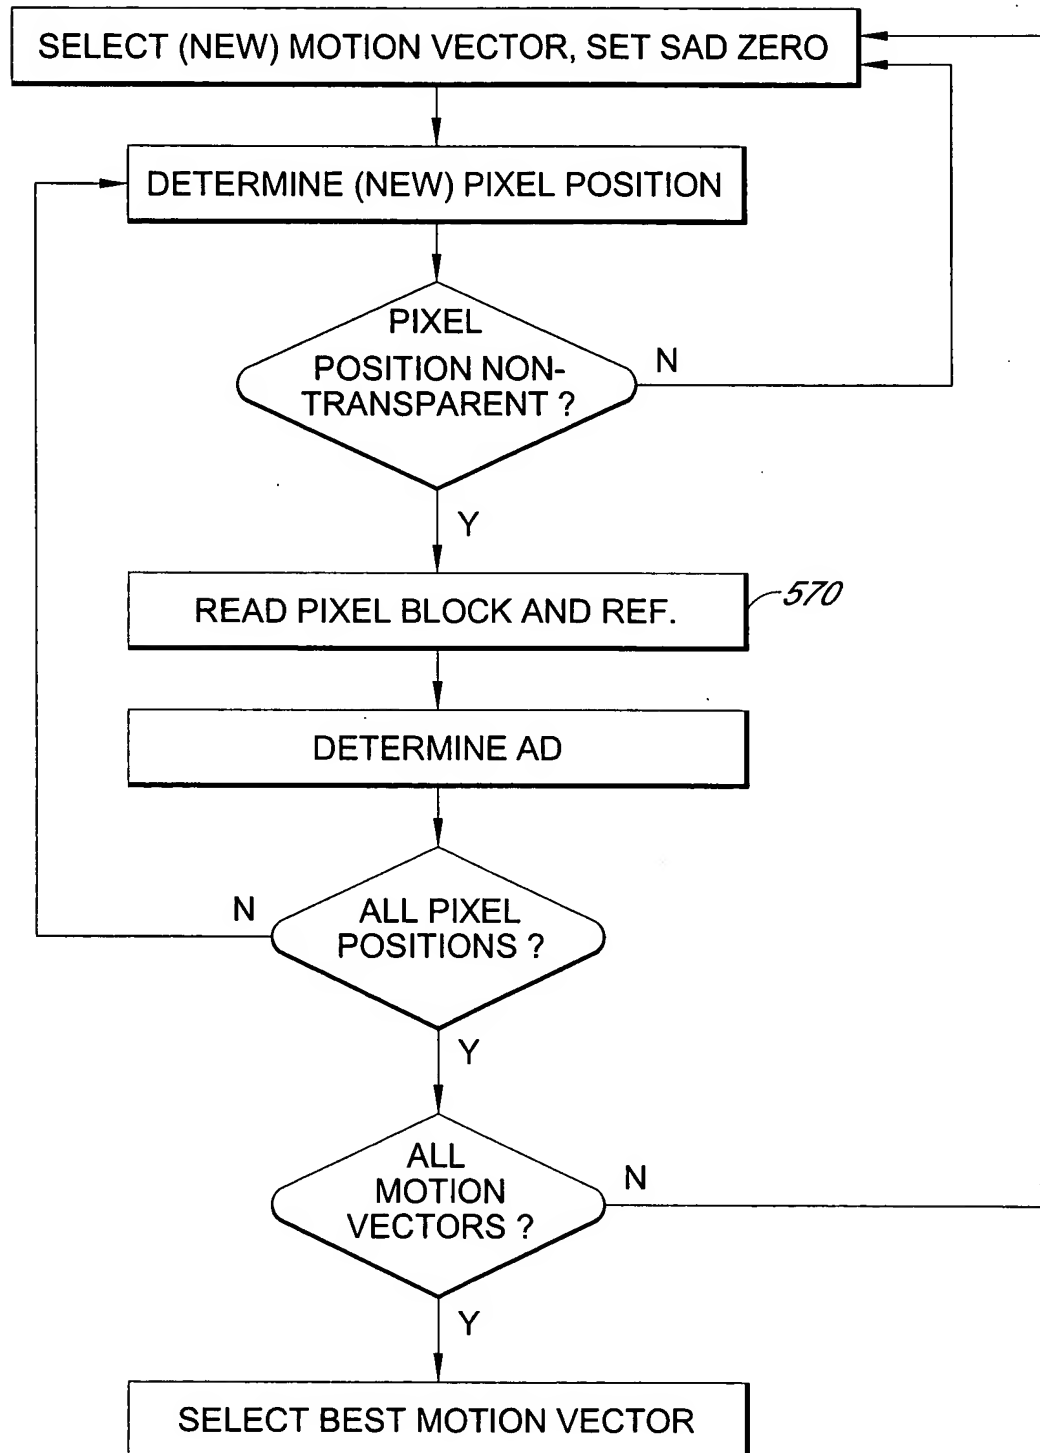 SELECT (NEW) MOTION VECTOR, SET SAD ZERO
DETERMINE (NEW) PIXEL POSITION
PIXEL
POSITION NON-
TRANSPARENT ?
N
Y
READ PIXEL BLOCK AND REF.
570
DETERMINE AD
ALL PIXEL
POSITIONS ?
N
Y
ALL
MOTION
VECTORS ?
N
Y
SELECT BEST MOTION VECTOR